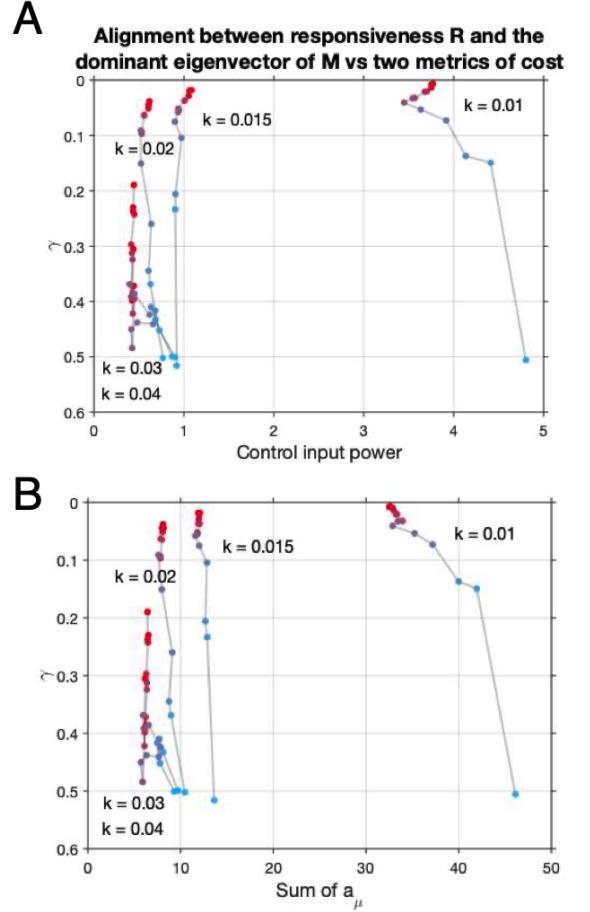 A
Alignment between responsiveness R and the
dominant eigenvector of M vs two metrics of cost
0
0.1
0.2
0.3
0.4
0.5
0.6
γ
k = 0.01
k = 0.015
k = 0.02
k = 0.03
k = 0.04
0 1 2 3 4 5
Control input power
B
0
0.1
0.2
0.3
0.4
0.5
0.6
γ
k = 0.01
k = 0.015
k = 0.02
k = 0.03
k = 0.04
0 10 20 30 40 50
Sum of a_μ